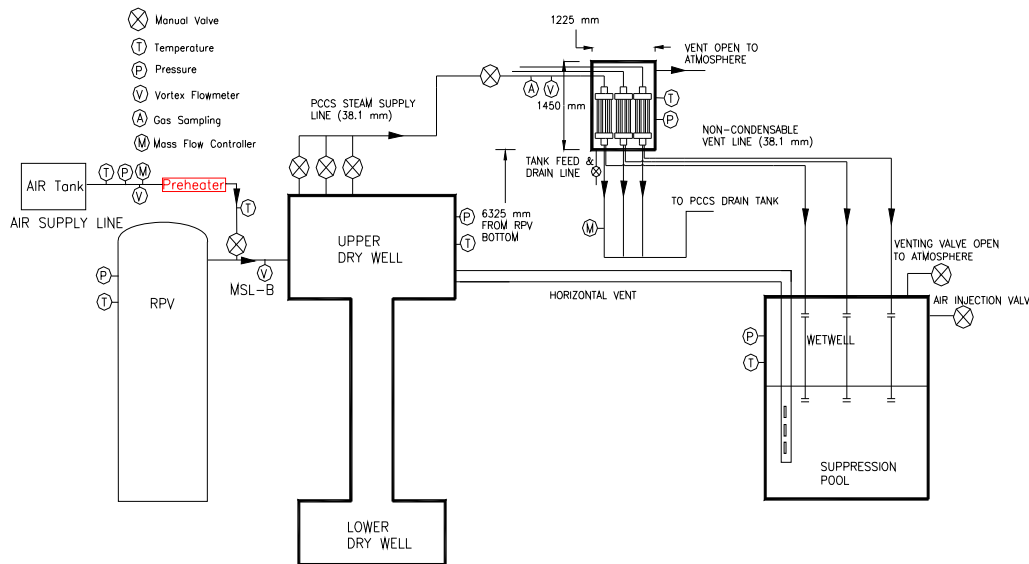 Manual Valve
T Temperature
P Pressure
V Vortex Flowmeter
A Gas Sampling
M Mass Flow Controller
1225 mm
VENT OPEN TO
ATMOSPHERE
PCCS STEAM SUPPLY
LINE (38.1 mm)
A V
1450 mm
T
P
NON-CONDENSABLE
VENT LINE (38.1 mm)
TANK FEED &
DRAIN LINE
AIR Tank
T P M
V
Preheater
T
AIR SUPPLY LINE
6325 mm
FROM RPV
BOTTOM
M
TO PCCS DRAIN TANK
UPPER
DRY WELL
P
T
V
MSL-B
P
T
RPV
HORIZONTAL VENT
VENTING VALVE OPEN
TO ATMOSPHERE
AIR INJECTION VALV
P
T
WETWELL
SUPPRESSION
POOL
LOWER
DRY WELL